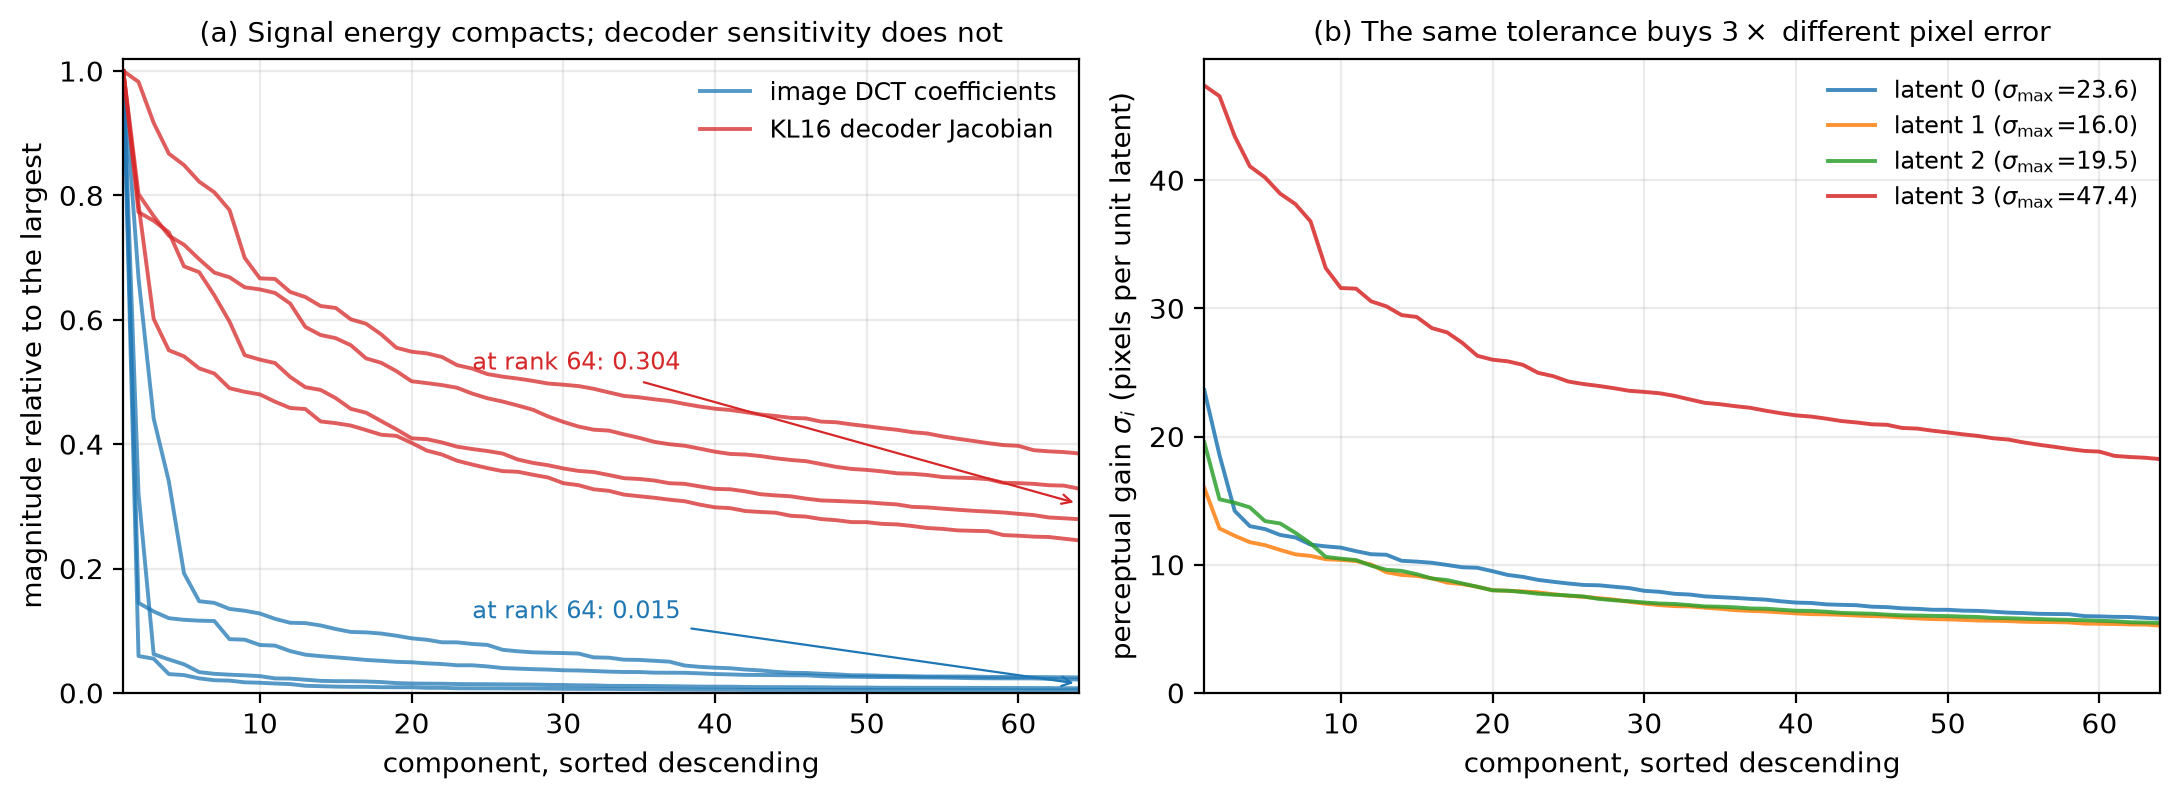 (a) Signal energy compacts; decoder sensitivity does not
magnitude relative to the largest
1.0
0.8
0.6
0.4
0.2
0.0
image DCT coefficients
KL16 decoder Jacobian
at rank 64: 0.304
at rank 64: 0.015
10 20 30 40 50 60
component, sorted descending
(b) The same tolerance buys 3× different pixel error
perceptual gain σᵢ (pixels per unit latent)
40
30
20
10
0
latent 0 (σmax=23.6)
latent 1 (σmax=16.0)
latent 2 (σmax=19.5)
latent 3 (σmax=47.4)
10 20 30 40 50 60
component, sorted descending